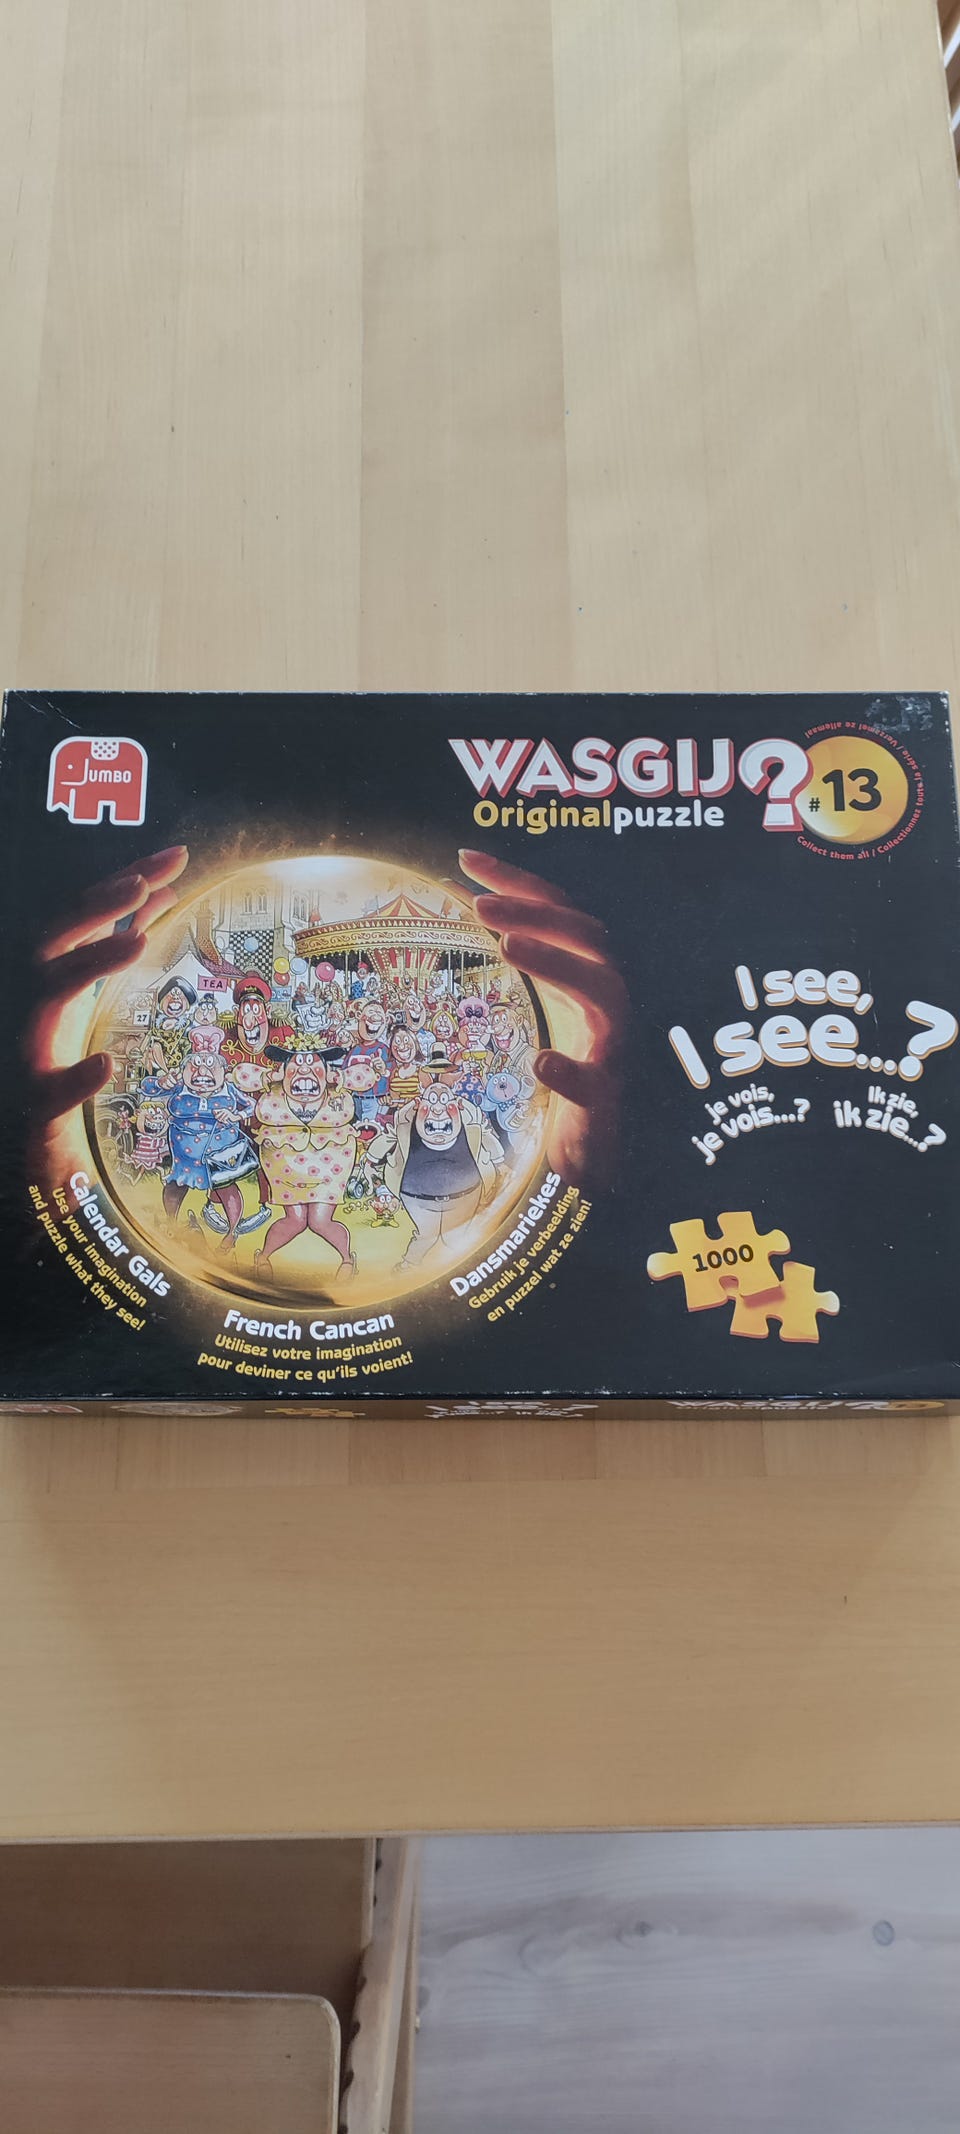 JUMBO
WASGIJ?
Originalpuzzle
#13
Collect them all / Collectionnez toute la série / Verzamel ze allemaal
TEA
27
I see,
I see...?
je vois,
je vois...?
Ik zie,
ik zie...?
1000
Calendar Gals
Use your imagination
and puzzle what they see!
French Cancan
Utilisez votre imagination
pour deviner ce qu'ils voient!
Dansmariekes
Gebruik je verbeelding
en puzzel wat ze zien!
WASGIJ?
Originalpuzzle